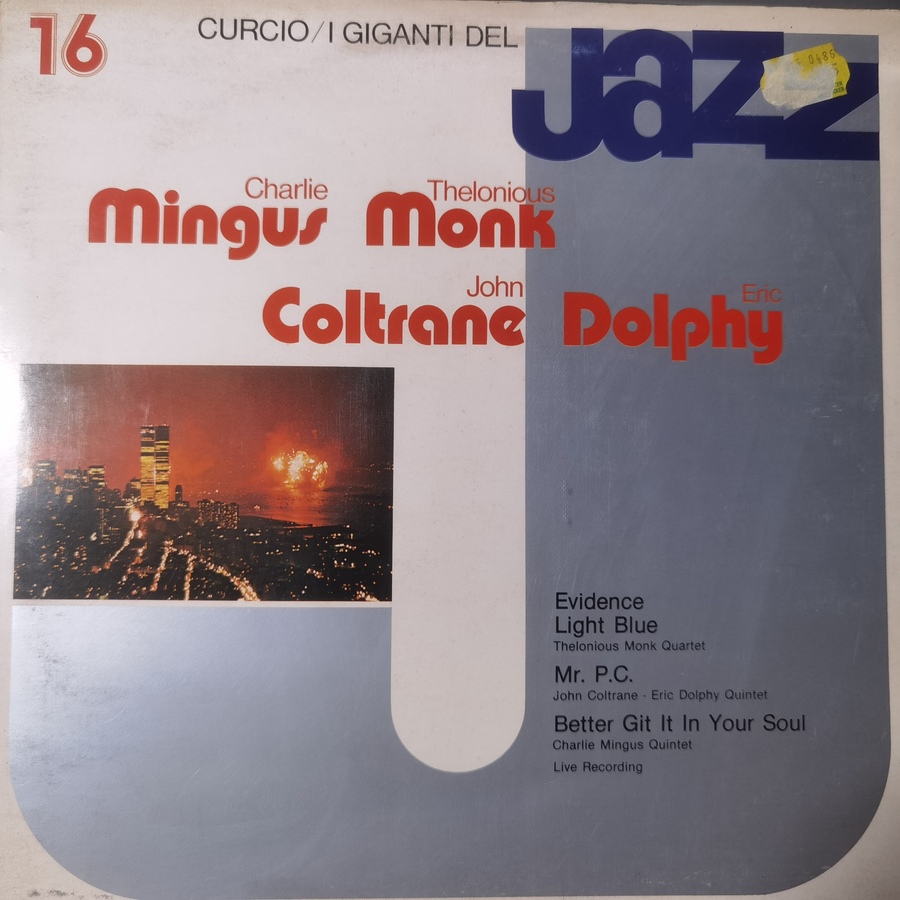 16
CURCIO/I GIGANTI DEL
Jazz
Charlie
Mingus
Thelonious
Monk
John
Coltrane
Eric
Dolphy
Evidence
Light Blue
Thelonious Monk Quartet
Mr. P.C.
John Coltrane - Eric Dolphy Quintet
Better Git It In Your Soul
Charlie Mingus Quintet
Live Recording